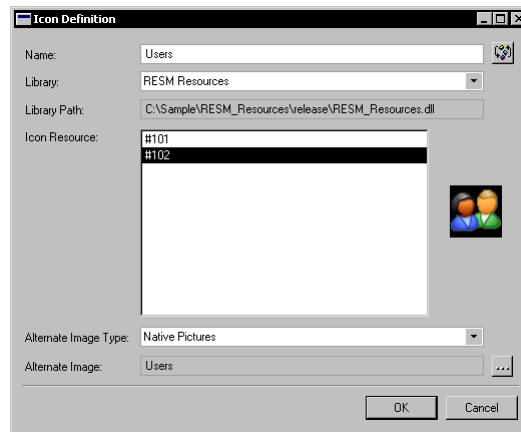 Icon Definition
Name: Users
Library: RESM Resources
Library Path: C:\Sample\RESM_Resources\release\RESM_Resources.dll
Icon Resource: #101
#102
Alternate Image Type: Native Pictures
Alternate Image: Users ...
OK Cancel